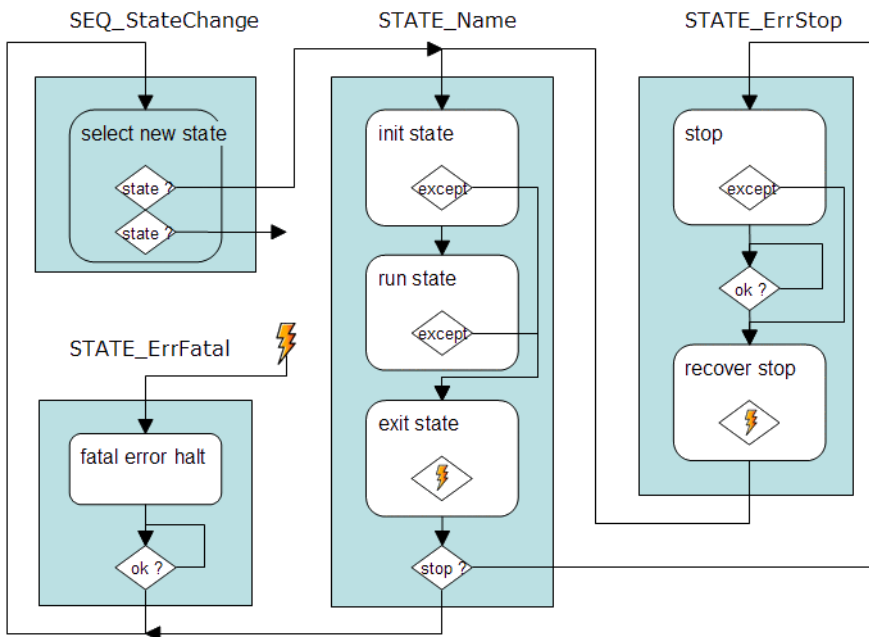 SEQ_StateChange
select new state
state ?
state ?
STATE_ErrFatal
fatal error halt
ok ?
STATE_Name
init state
except
run state
except
exit state
stop ?
STATE_ErrStop
stop
except
ok ?
recover stop